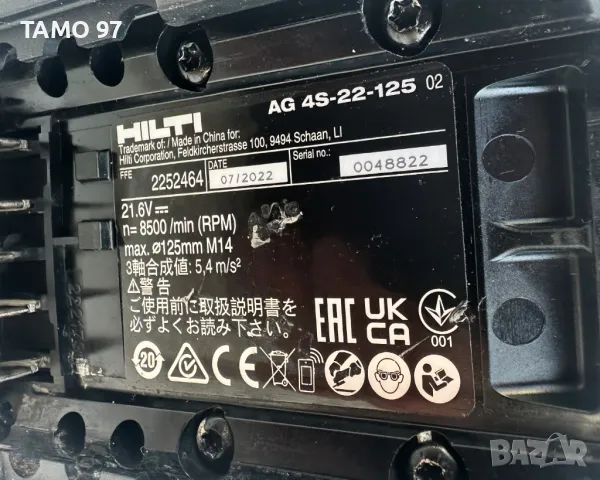 TAMO 97
AG 4S-22-125 02
HILTI
Trademark of: / Made in China for:
Hilti Corporation, Feldkircherstrasse 100, 9494 Schaan, LI
FFE 2252464 DATE 07/2022 Serial no.: 0048822
21.6V
n= 8500 /min (RPM)
max. ø125mm M14
3軸合成値: 5,4 m/s²
⚠警告
ご使用前に取扱説明書を
必ずよくお読み下さい。
EAC UK CA 001
20 CE
BAZAR